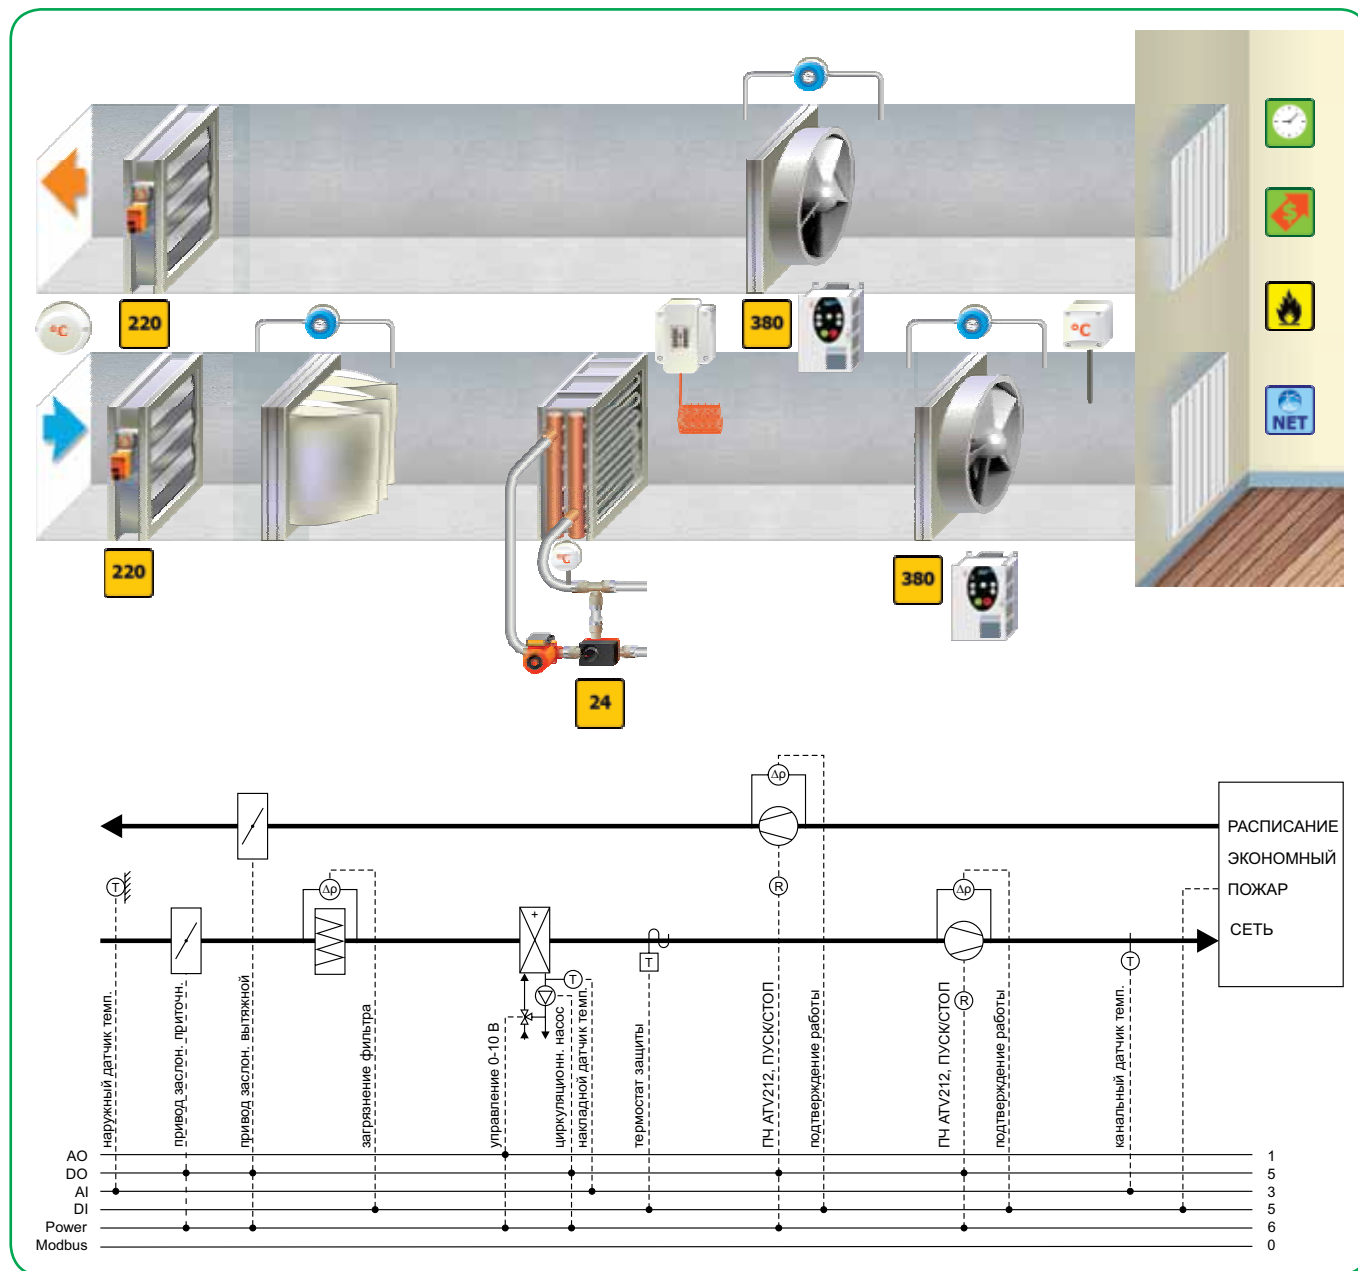 °C
220
380
°C
NET
220
°C
380
24
Δρ
РАСПИСАНИЕ
ЭКОНОМНЫЙ
ПОЖАР
СЕТЬ
T
Δρ
R
Δρ
+
T
T
T
R
наружный датчик темп.
привод заслон. приточн.
привод заслон. вытяжной
загрязнение фильтра
управление 0-10 В
циркуляционн. насос
накладной датчик темп.
термостат защиты
ПЧ ATV212, ПУСК/СТОП
подтверждение работы
ПЧ ATV212, ПУСК/СТОП
подтверждение работы
канальный датчик темп.
AO 1
DO 5
AI 3
DI 5
Power 6
Modbus 0